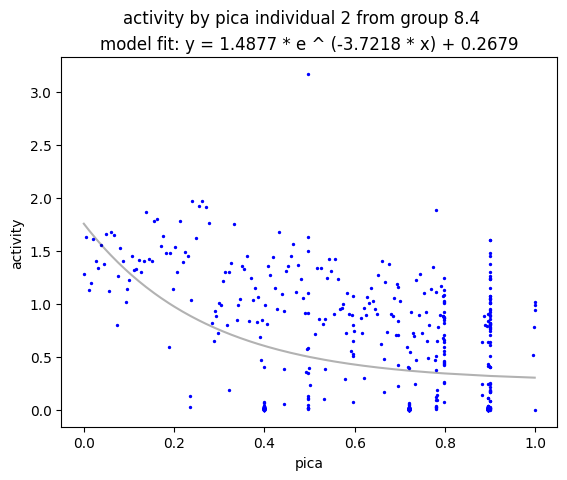 activity by pica individual 2 from group 8.4
model fit: y = 1.4877 * e ^ (-3.7218 * x) + 0.2679
3.0
2.5
2.0
1.5
1.0
0.5
0.0
activity
0.0 0.2 0.4 0.6 0.8 1.0
pica